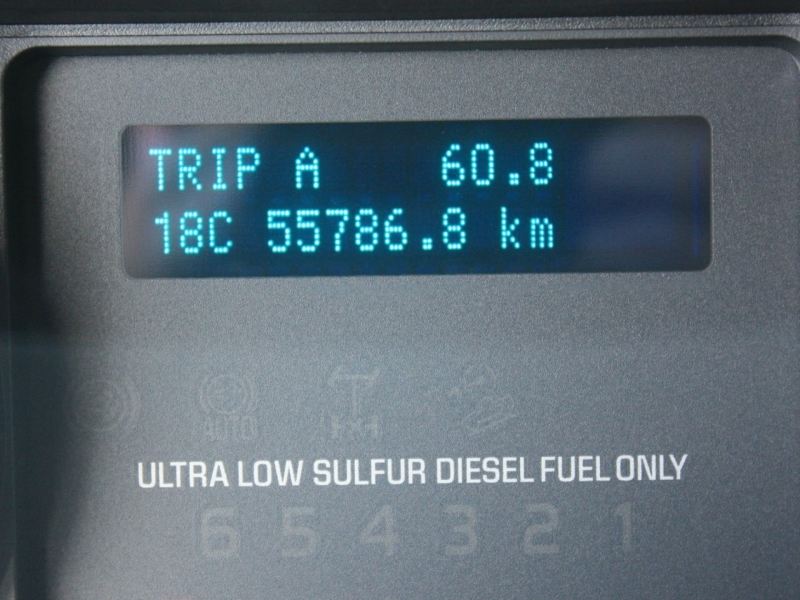 TRIP A 60.8
18C 55786.8 km
AUTO
ULTRA LOW SULFUR DIESEL FUEL ONLY
6 5 4 3 2 1